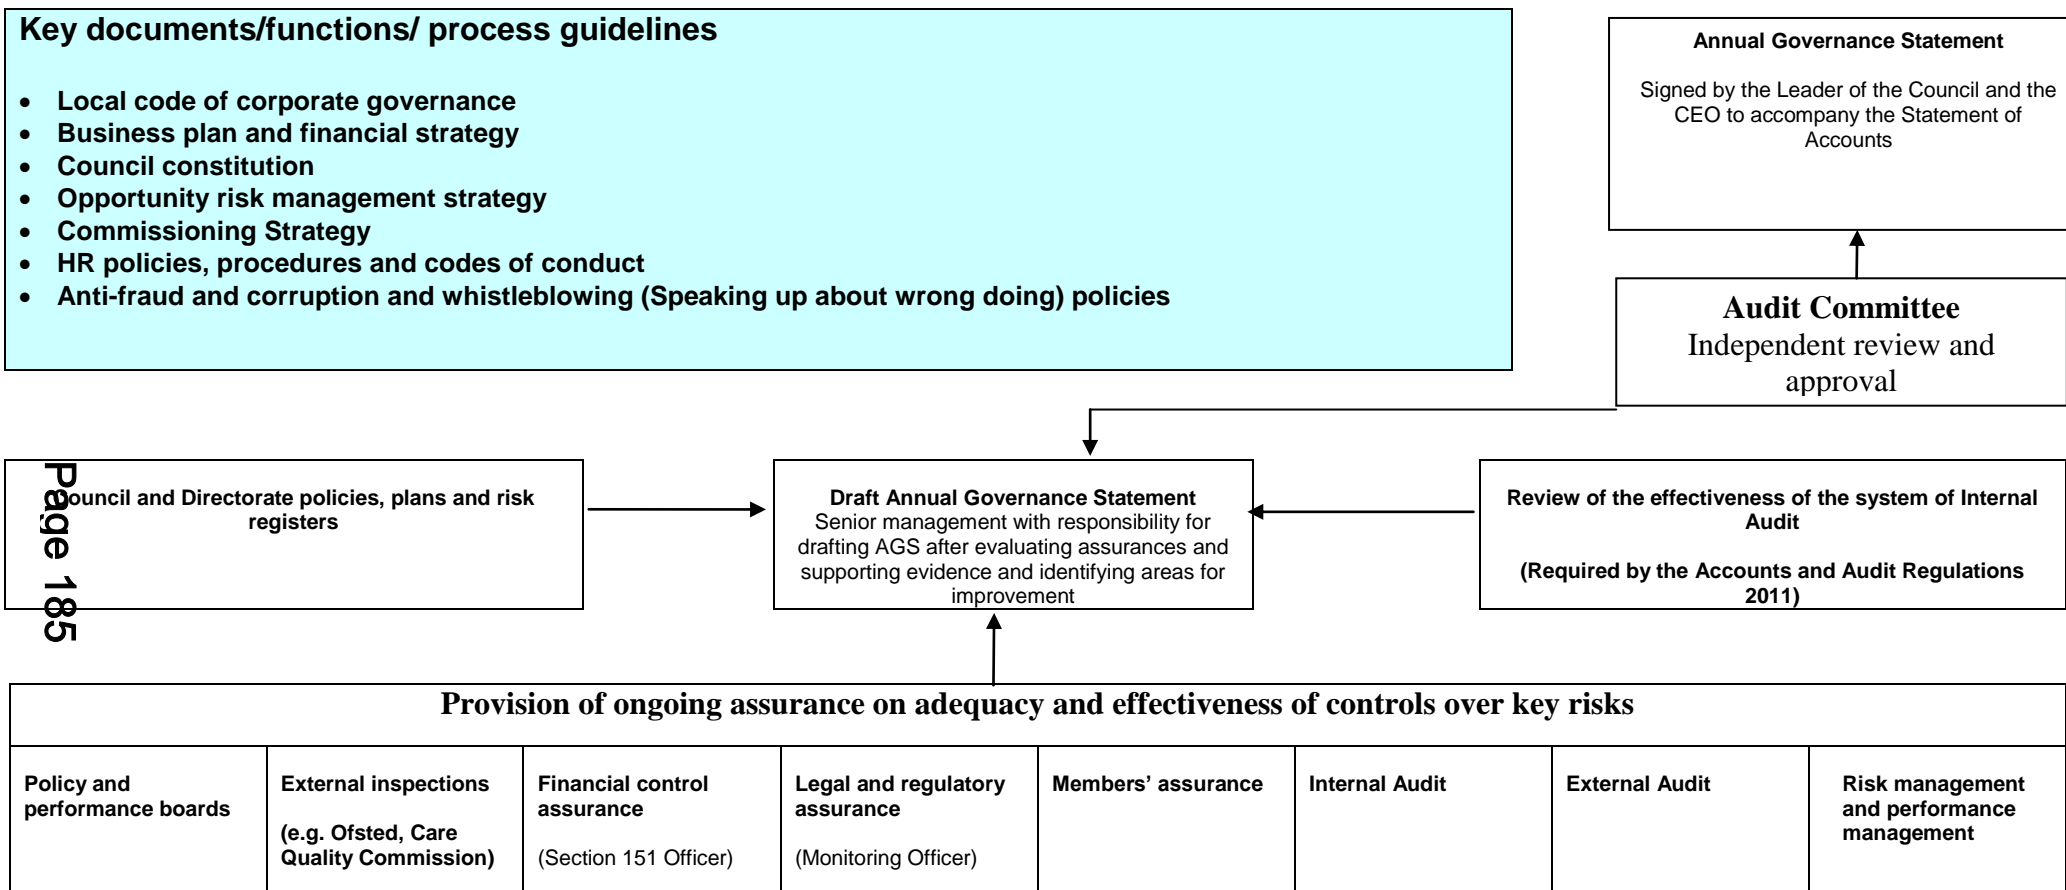 Key documents/functions/ process guidelines
• Local code of corporate governance
• Business plan and financial strategy
• Council constitution
• Opportunity risk management strategy
• Commissioning Strategy
• HR policies, procedures and codes of conduct
• Anti-fraud and corruption and whistleblowing (Speaking up about wrong doing) policies
Annual Governance Statement
Signed by the Leader of the Council and the
CEO to accompany the Statement of
Accounts
Audit Committee
Independent review and
approval
Council and Directorate policies, plans and risk
registers
Page 185
Draft Annual Governance Statement
Senior management with responsibility for
drafting AGS after evaluating assurances and
supporting evidence and identifying areas for
improvement
Review of the effectiveness of the system of Internal
Audit
(Required by the Accounts and Audit Regulations
2011)
Provision of ongoing assurance on adequacy and effectiveness of controls over key risks
Policy and
performance boards
External inspections
(e.g. Ofsted, Care
Quality Commission)
Financial control
assurance
(Section 151 Officer)
Legal and regulatory
assurance
(Monitoring Officer)
Members’ assurance
Internal Audit
External Audit
Risk management
and performance
management